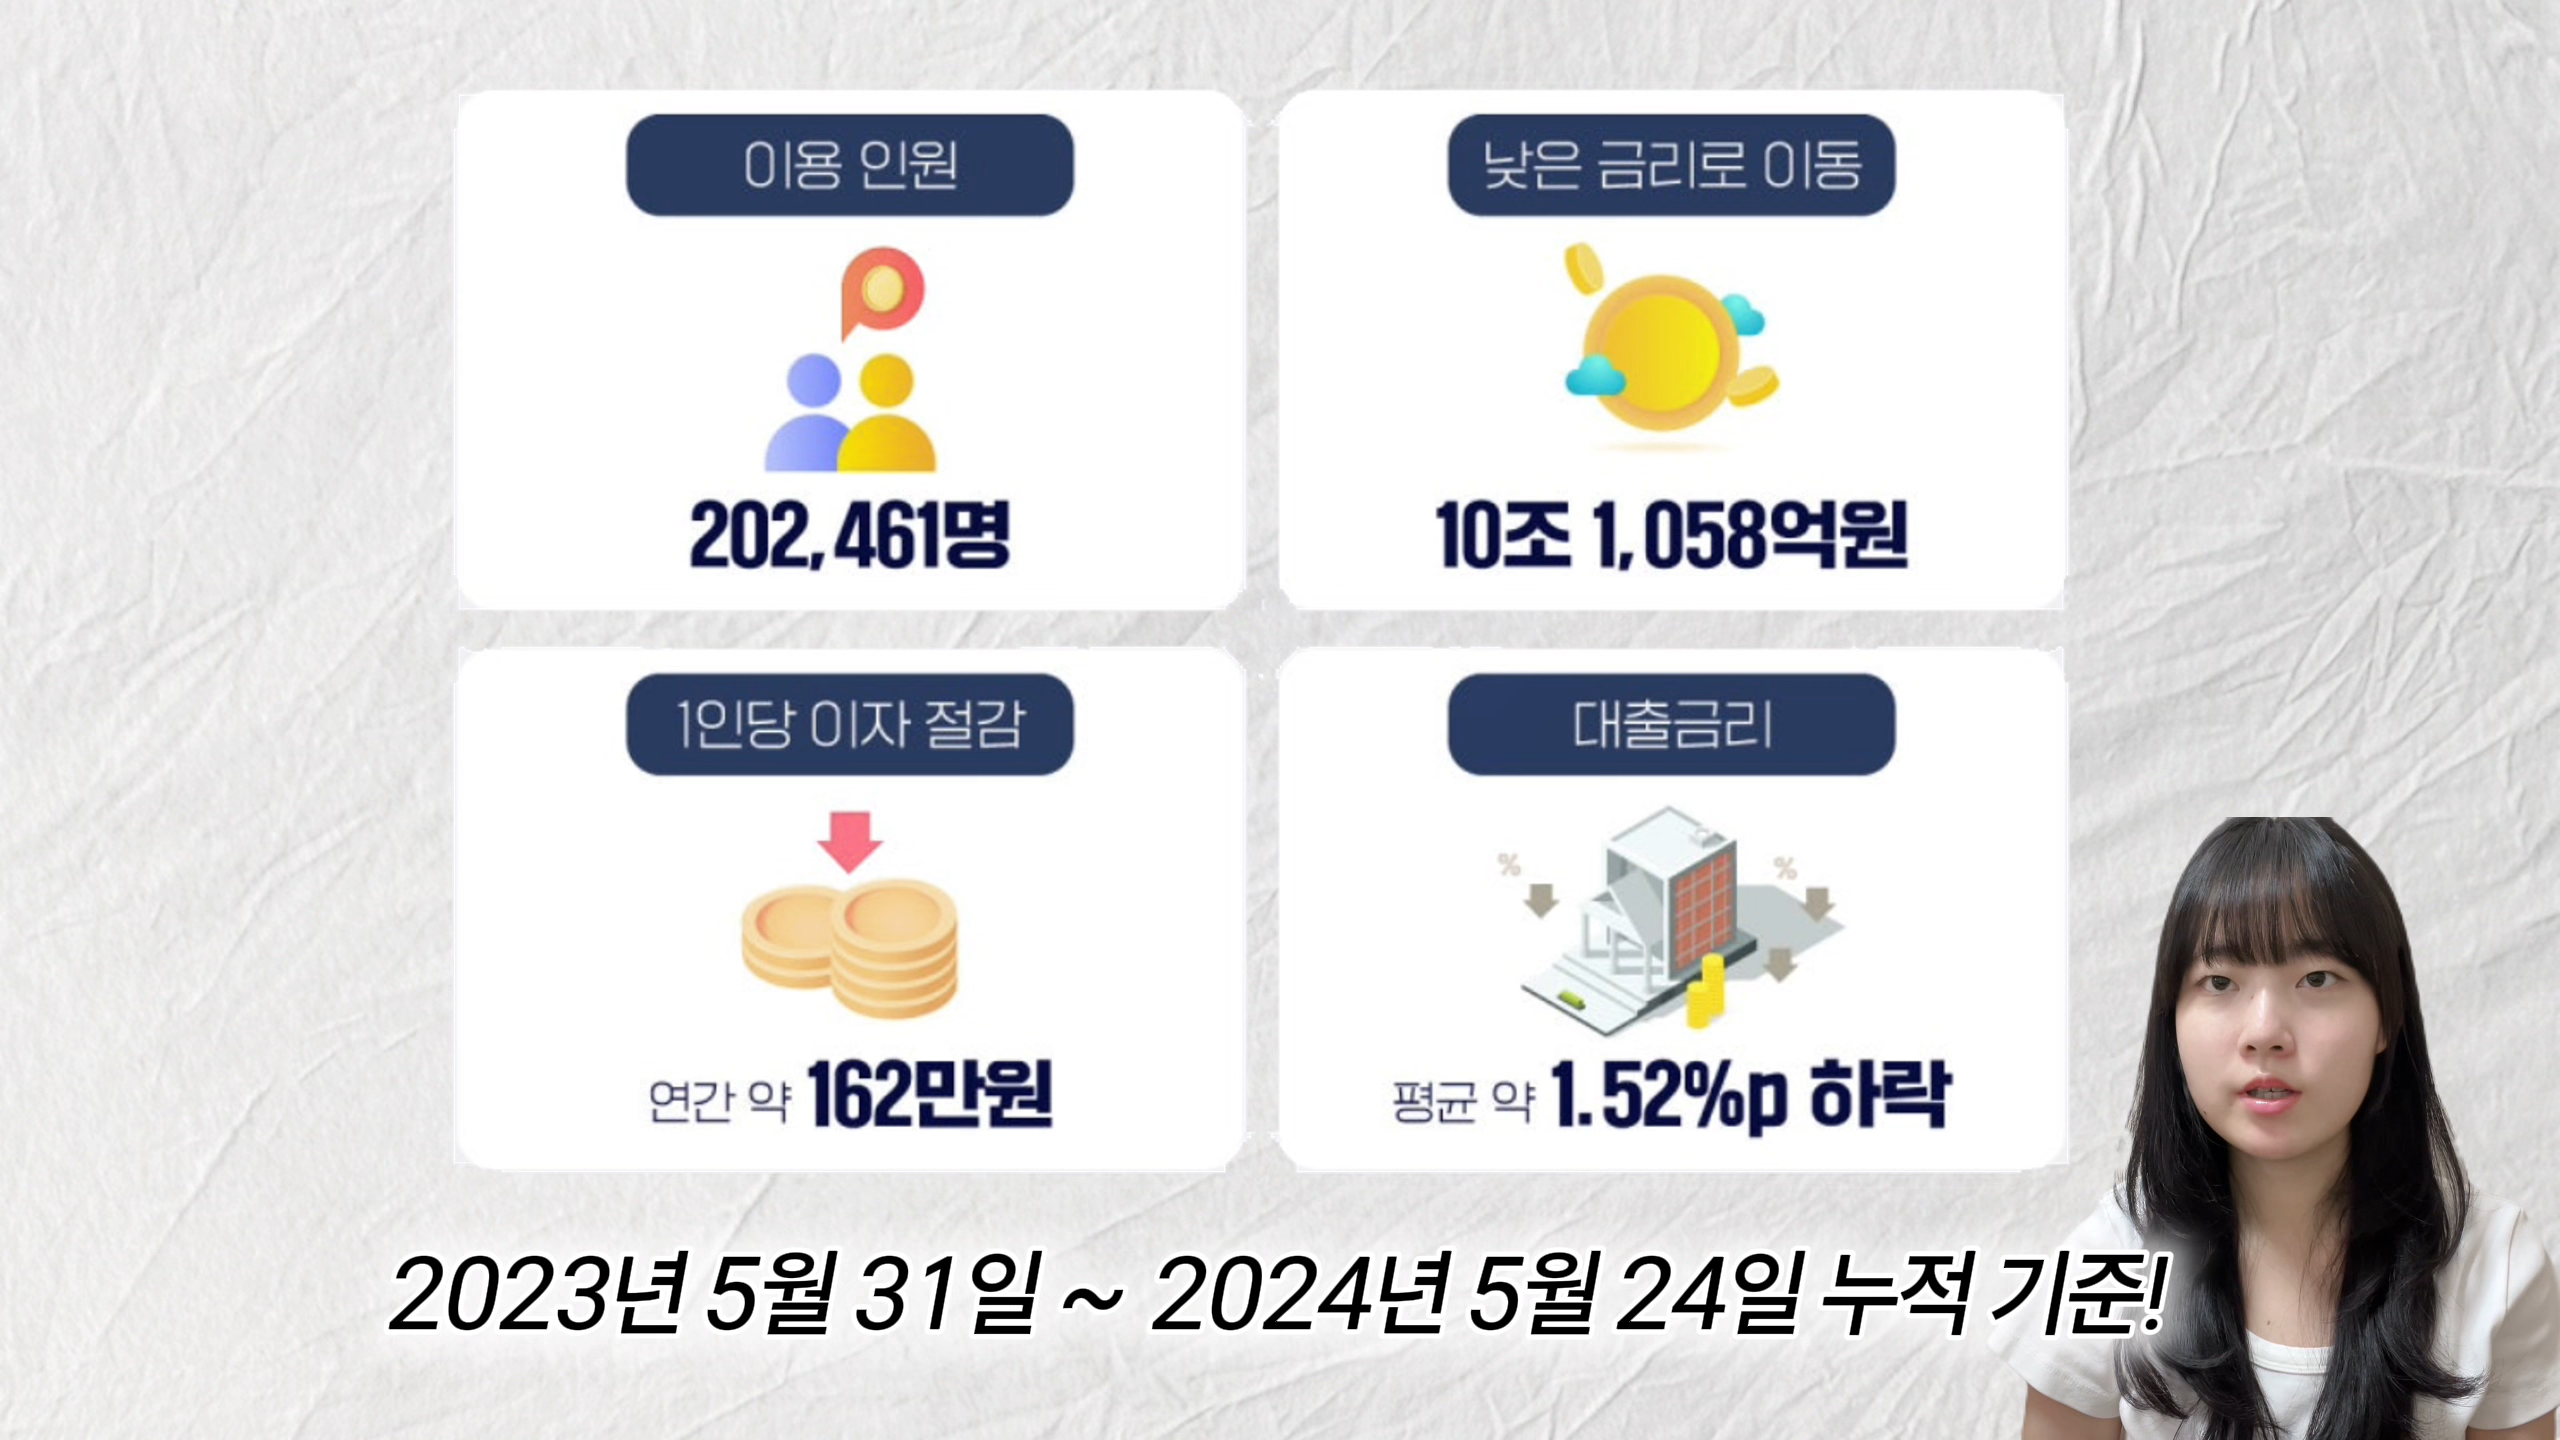 이용 인원
202,461명
낮은 금리로 이동
10조 1,058억원
1인당 이자 절감
연간 약 162만원
대출금리
%
%
평균 약 1.52%p 하락
2023년 5월 31일 ~ 2024년 5월 24일 누적 기준!